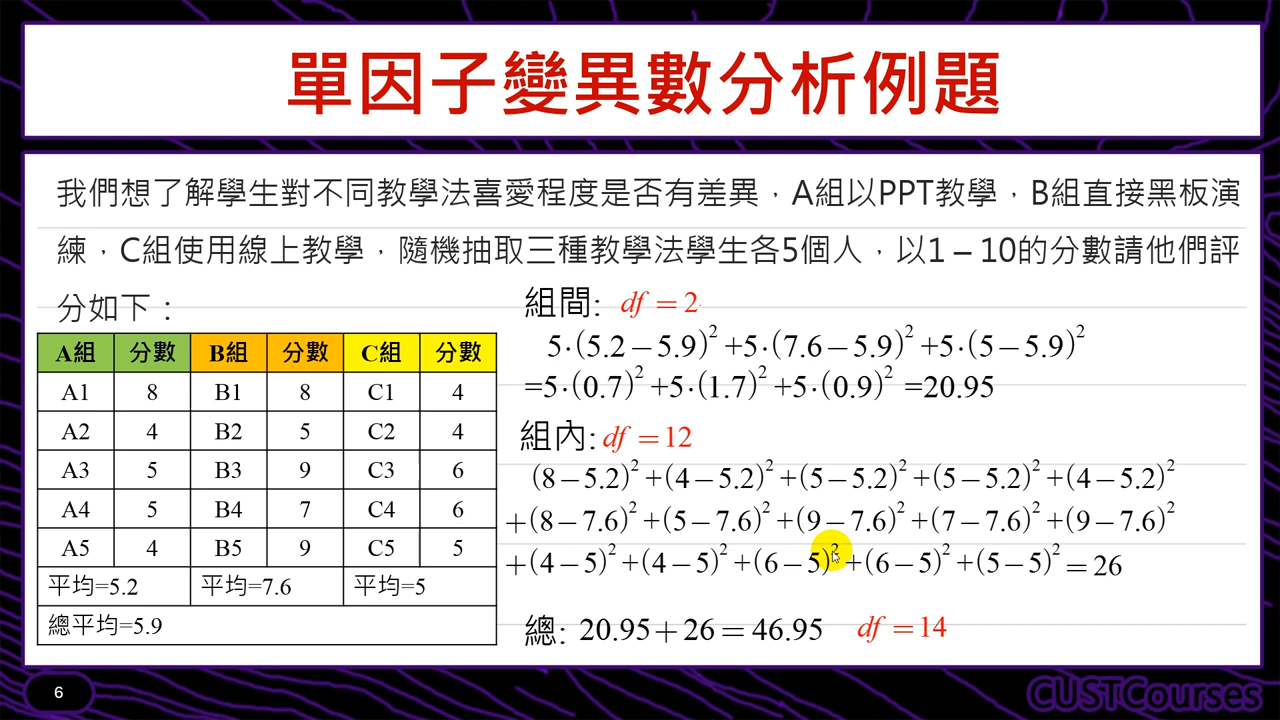 單因子變異數分析例題
我們想了解學生對不同教學法喜愛程度是否有差異，A組以PPT教學，B組直接黑板演
練，C組使用線上教學，隨機抽取三種教學法學生各5個人，以1 – 10的分數請他們評
分如下：
A組 分數 B組 分數 C組 分數
A1 8 B1 8 C1 4
A2 4 B2 5 C2 4
A3 5 B3 9 C3 6
A4 5 B4 7 C4 6
A5 4 B5 9 C5 5
平均=5.2 平均=7.6 平均=5
總平均=5.9
組間: df = 2
5·(5.2−5.9)² +5·(7.6−5.9)² +5·(5−5.9)²
=5·(0.7)² +5·(1.7)² +5·(0.9)² =20.95
組內: df =12
(8−5.2)² +(4−5.2)² +(5−5.2)² +(5−5.2)² +(4−5.2)²
+(8−7.6)² +(5−7.6)² +(9−7.6)² +(7−7.6)² +(9−7.6)²
+(4−5)² +(4−5)² +(6−5)² +(6−5)² +(5−5)² = 26
總: 20.95+26 = 46.95 df =14
6
CUSTCourses